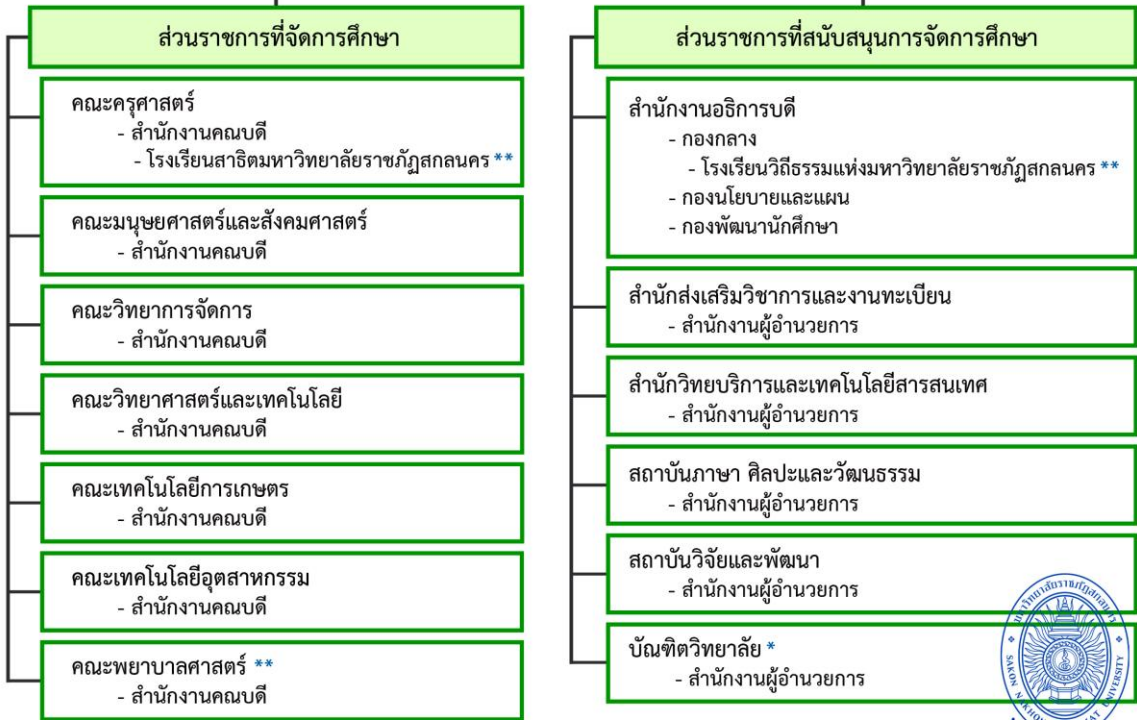 ส่วนราชการที่จัดการศึกษา
คณะครุศาสตร์
- สำนักงานคณบดี
- โรงเรียนสาธิตมหาวิทยาลัยราชภัฏสกลนคร **
คณะมนุษยศาสตร์และสังคมศาสตร์
- สำนักงานคณบดี
คณะวิทยาการจัดการ
- สำนักงานคณบดี
คณะวิทยาศาสตร์และเทคโนโลยี
- สำนักงานคณบดี
คณะเทคโนโลยีการเกษตร
- สำนักงานคณบดี
คณะเทคโนโลยีอุตสาหกรรม
- สำนักงานคณบดี
คณะพยาบาลศาสตร์ **
- สำนักงานคณบดี
ส่วนราชการที่สนับสนุนการจัดการศึกษา
สำนักงานอธิการบดี
- กองกลาง
- โรงเรียนวิถีธรรมแห่งมหาวิทยาลัยราชภัฏสกลนคร **
- กองนโยบายและแผน
- กองพัฒนานักศึกษา
สำนักส่งเสริมวิชาการและงานทะเบียน
- สำนักงานผู้อำนวยการ
สำนักวิทยบริการและเทคโนโลยีสารสนเทศ
- สำนักงานผู้อำนวยการ
สถาบันภาษา ศิลปะและวัฒนธรรม
- สำนักงานผู้อำนวยการ
สถาบันวิจัยและพัฒนา
- สำนักงานผู้อำนวยการ
บัณฑิตวิทยาลัย *
- สำนักงานผู้อำนวยการ
มหาวิทยาลัยราชภัฏสกลนคร
SAKON
UNIVERSITY